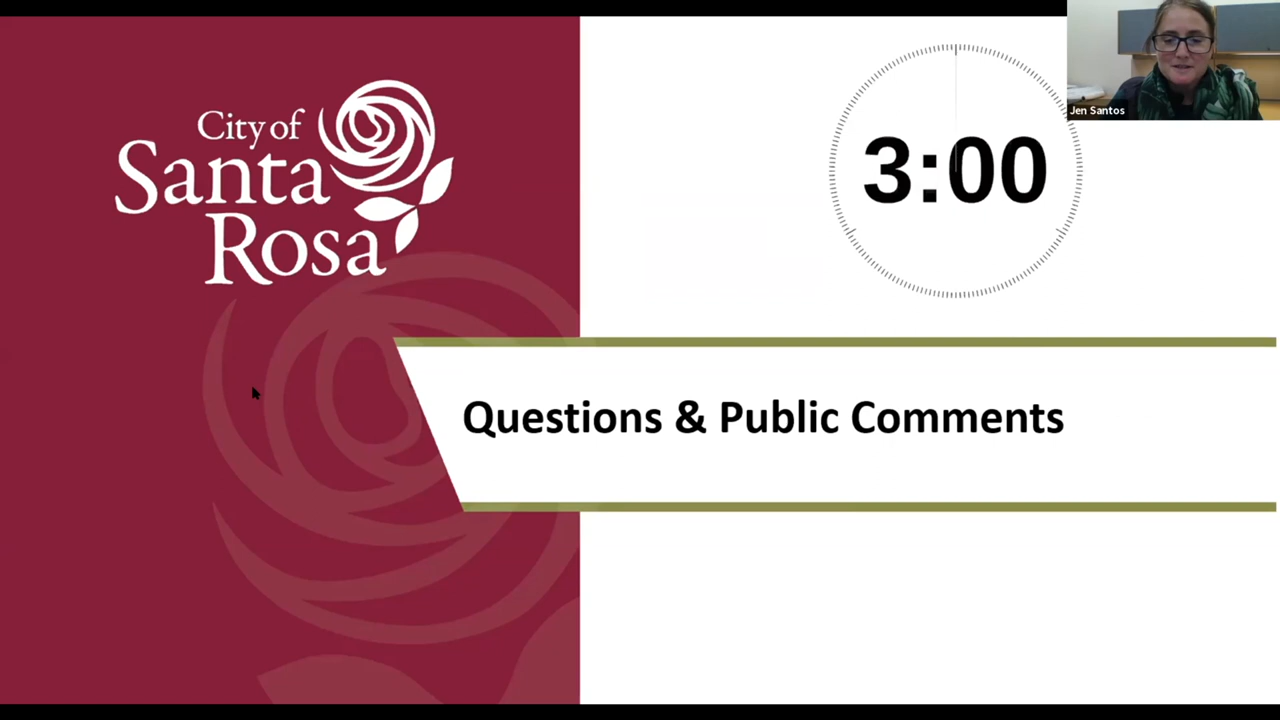 City of
Santa
Rosa
3:00
Jen Santos
Questions & Public Comments